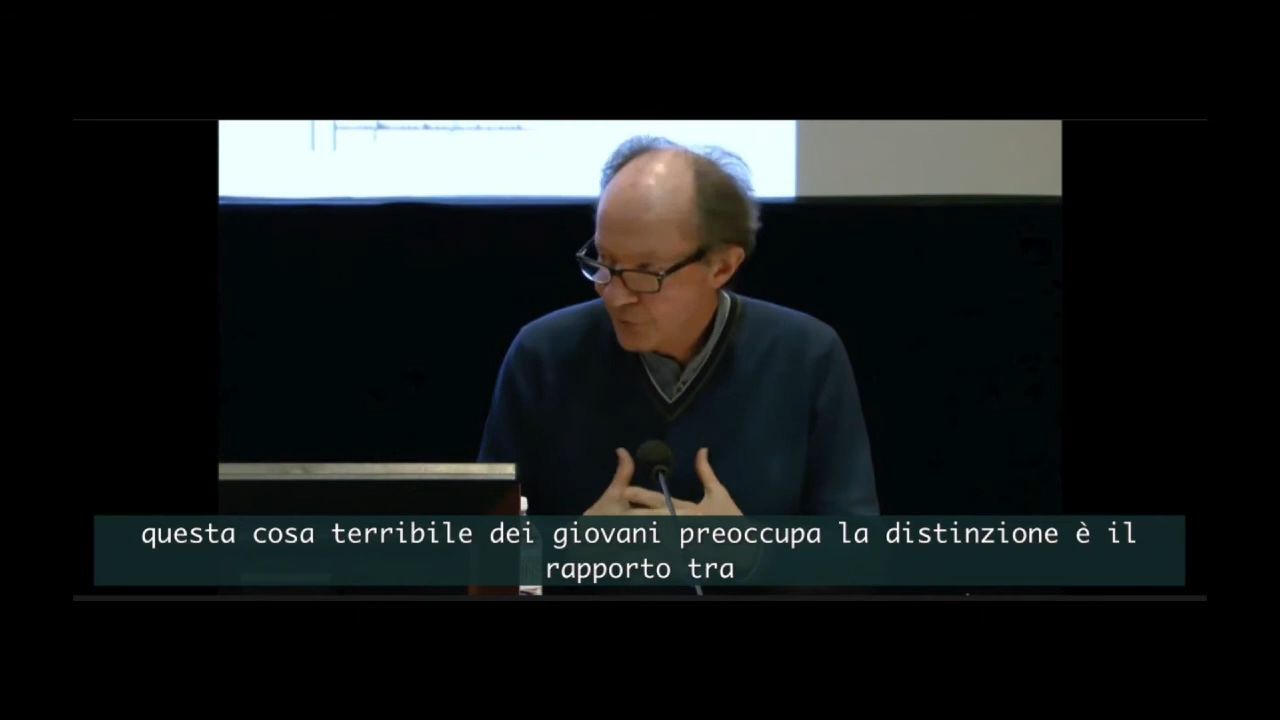 questa cosa terribile dei giovani preoccupa la distinzione è il
rapporto tra